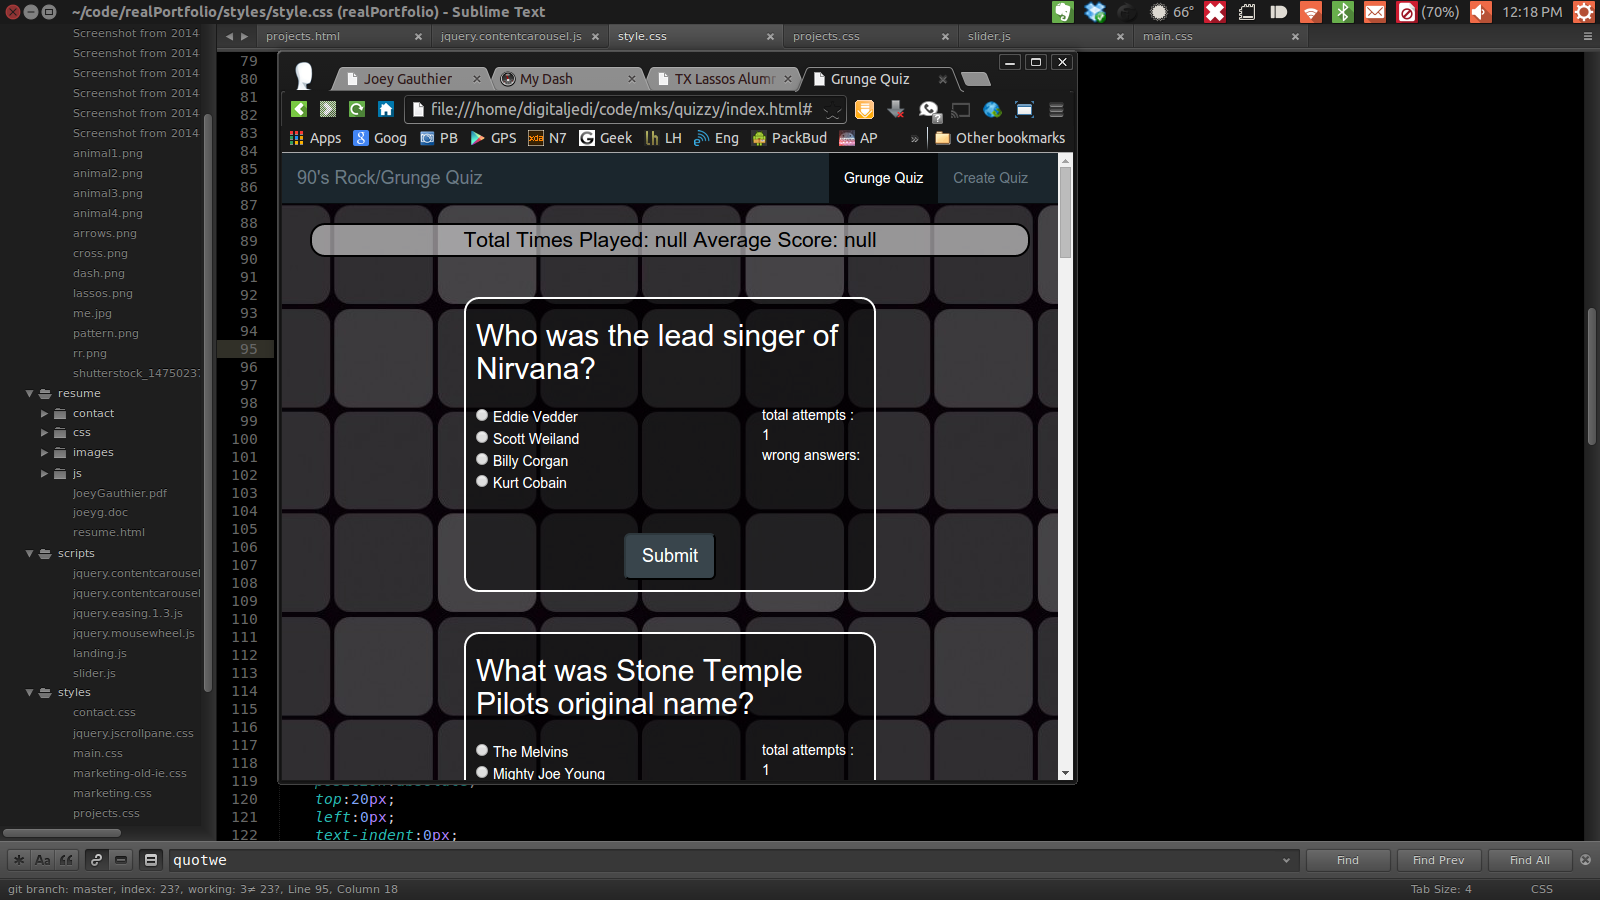 ~/code/realPortfolio/styles/style.css (realPortfolio) - Sublime Text
66°
(70%)
12:18 PM
Screenshot from 2014
Screenshot from 2014
Screenshot from 2014
Screenshot from 2014
Screenshot from 2014
Screenshot from 2014
animal1.png
animal2.png
animal3.png
animal4.png
arrows.png
cross.png
dash.png
lassos.png
me.jpg
pattern.png
rr.png
shutterstock_1475023
resume
contact
css
images
js
JoeyGauthier.pdf
joeyg.doc
resume.html
scripts
jquery.contentcarousel
jquery.contentcarousel
jquery.easing.1.3.js
jquery.mousewheel.js
landing.js
slider.js
styles
contact.css
jquery.jscrollpane.css
main.css
marketing-old-ie.css
marketing.css
projects.css
projects.html
jquery.contentcarousel.js
style.css
projects.css
slider.js
main.css
79
80
81
82
83
84
85
86
87
88
89
90
91
92
93
94
95
96
97
98
99
100
101
102
103
104
105
106
107
108
109
110
111
112
113
114
115
116
117
118
119
120
121
122
Joey Gauthier
My Dash
TX Lassos Alumn
Grunge Quiz
file:///home/digitaljedi/code/mks/quizzy/index.html#
Apps
Goog
PB
GPS
N7
Geek
LH
Eng
PackBud
AP
»
Other bookmarks
90's Rock/Grunge Quiz
Grunge Quiz
Create Quiz
Total Times Played: null Average Score: null
Who was the lead singer of
Nirvana?
Eddie Vedder
Scott Weiland
Billy Corgan
Kurt Cobain
total attempts :
1
wrong answers:
Submit
What was Stone Temple
Pilots original name?
The Melvins
Mighty Joe Young
total attempts :
1
position:absolute;
top:20px;
left:0px;
text-indent:0px;
quotwe
Find
Find Prev
Find All
git branch: master, index: 23?, working: 3≠ 23?, Line 95, Column 18
Tab Size: 4
CSS